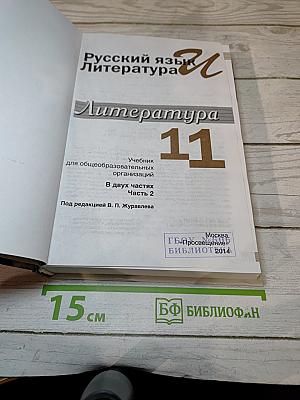 Русский язык И
Литература
Литература
11
Учебник
для общеобразовательных
организаций
В двух частях
Часть 2
Под редакцией В. П. Журавлева
Москва
Просвещение
2014
БИБЛИОТЕКА
15 см
БФ БИБЛИОФАН